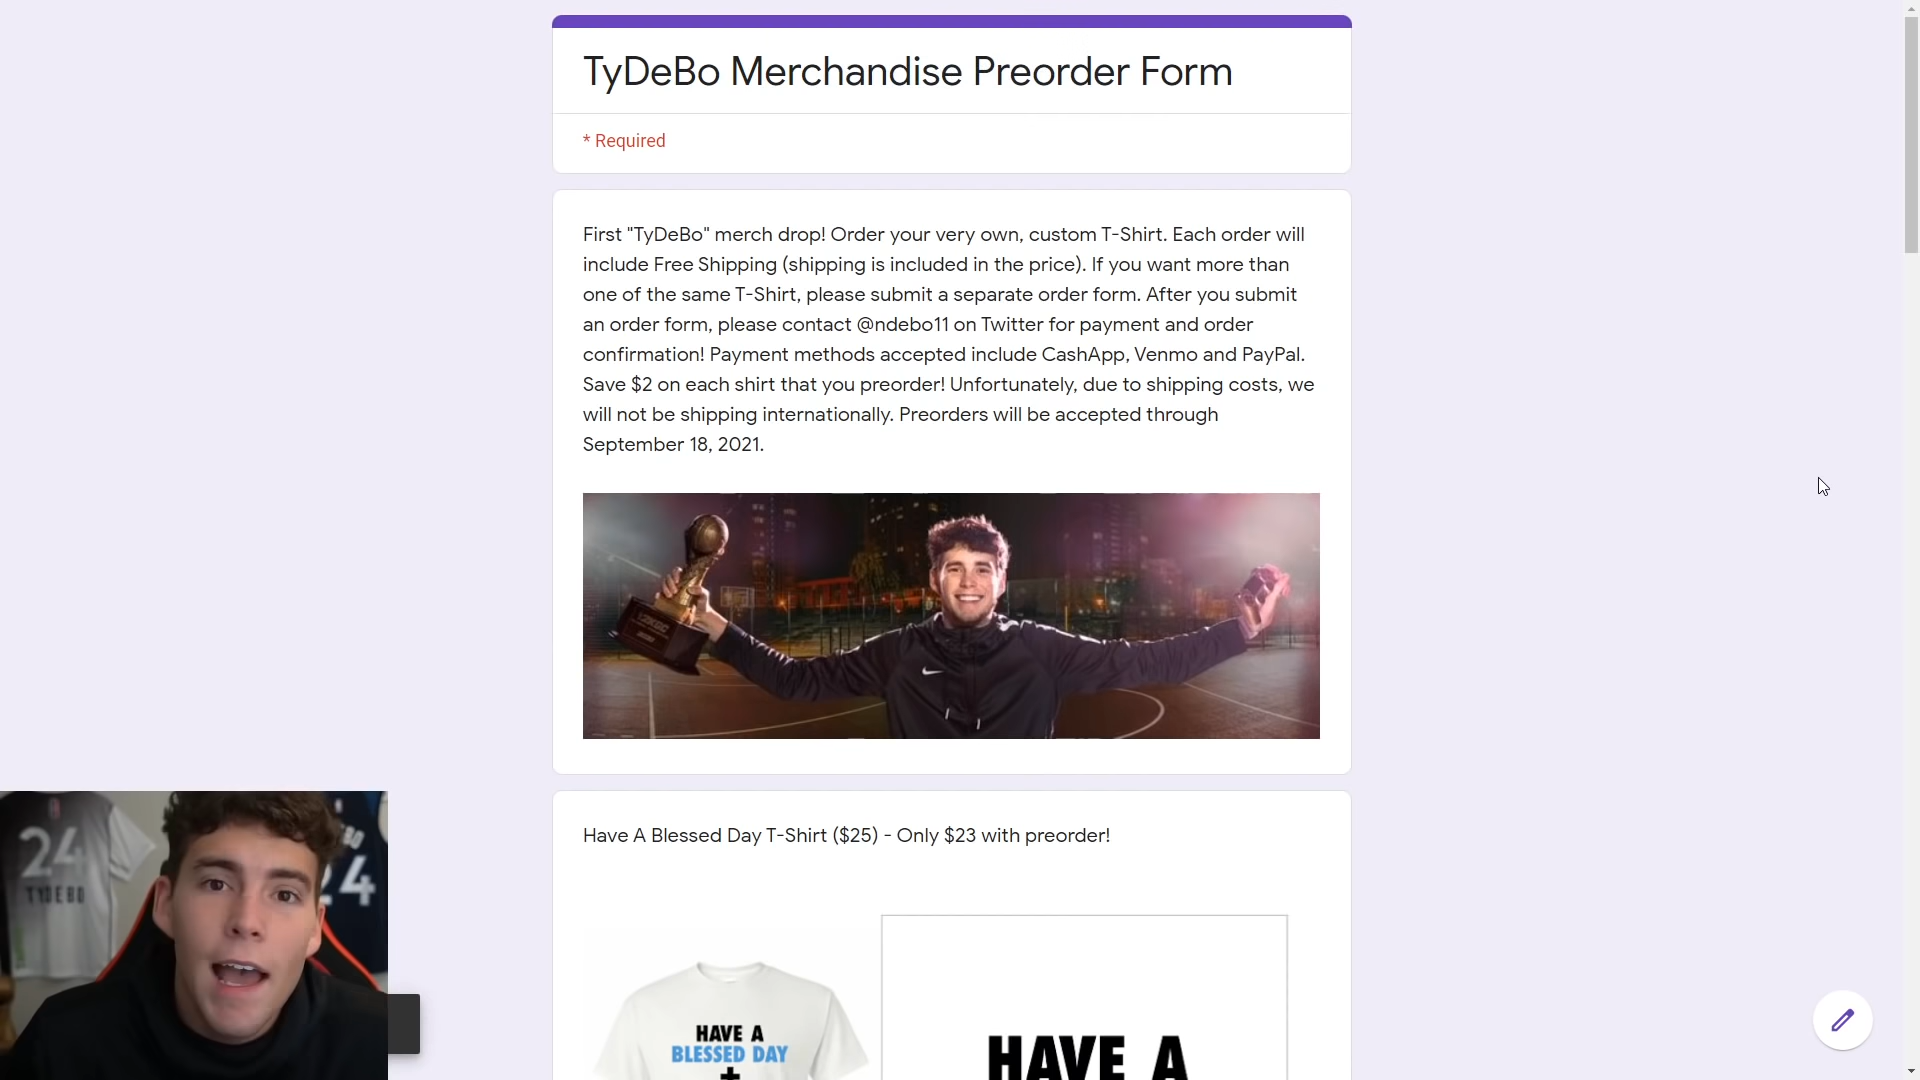 TyDeBo Merchandise Preorder Form
* Required
First "TyDeBo" merch drop! Order your very own, custom T-Shirt. Each order will
include Free Shipping (shipping is included in the price). If you want more than
one of the same T-Shirt, please submit a separate order form. After you submit
an order form, please contact @ndebo11 on Twitter for payment and order
confirmation! Payment methods accepted include CashApp, Venmo and PayPal.
Save $2 on each shirt that you preorder! Unfortunately, due to shipping costs, we
will not be shipping internationally. Preorders will be accepted through
September 18, 2021.
Have A Blessed Day T-Shirt ($25) - Only $23 with preorder!
HAVE A
BLESSED DAY
HAVE A
24
TYDEBO
24